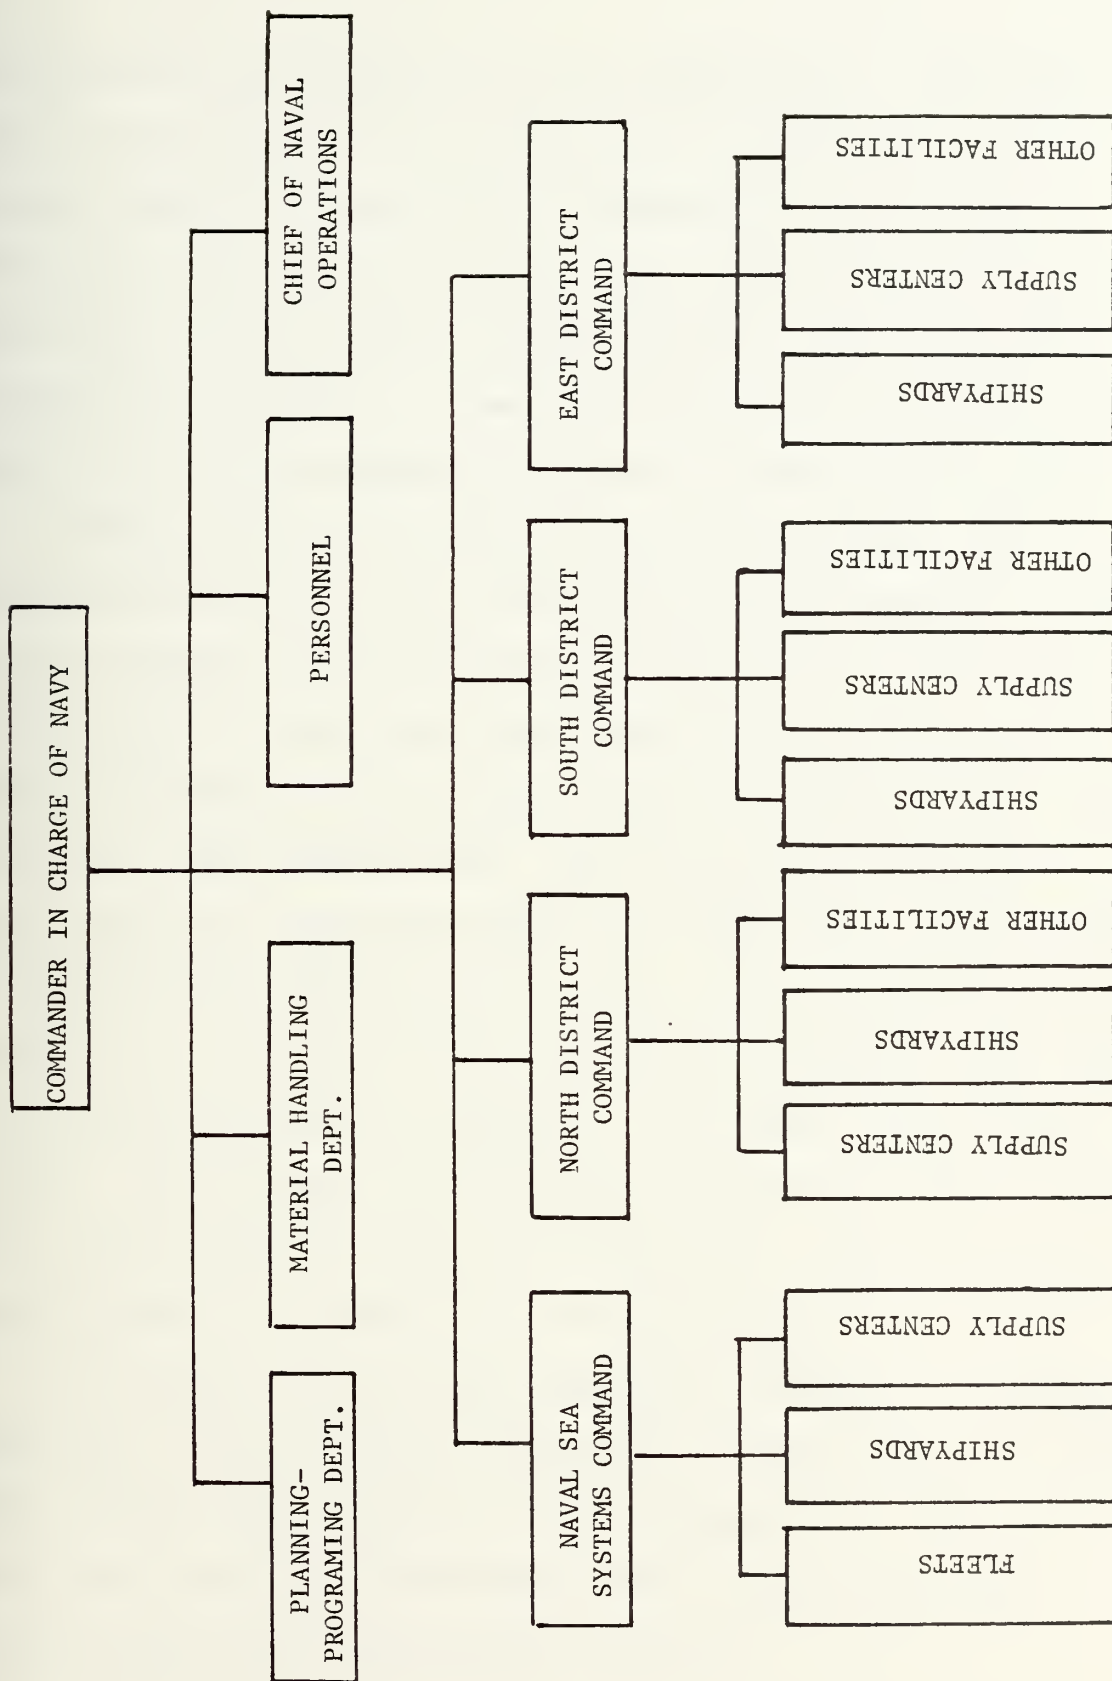 COMMANDER IN CHARGE OF NAVY
PLANNING-
PROGRAMING DEPT.
MATERIAL HANDLING
DEPT.
PERSONNEL
CHIEF OF NAVAL
OPERATIONS
NAVAL SEA
SYSTEMS COMMAND
NORTH DISTRICT
COMMAND
SOUTH DISTRICT
COMMAND
EAST DISTRICT
COMMAND
FLEETS
SHIPYARDS
SUPPLY CENTERS
SUPPLY CENTERS
SHIPYARDS
OTHER FACILITIES
SHIPYARDS
SUPPLY CENTERS
OTHER FACILITIES
SHIPYARDS
SUPPLY CENTERS
OTHER FACILITIES